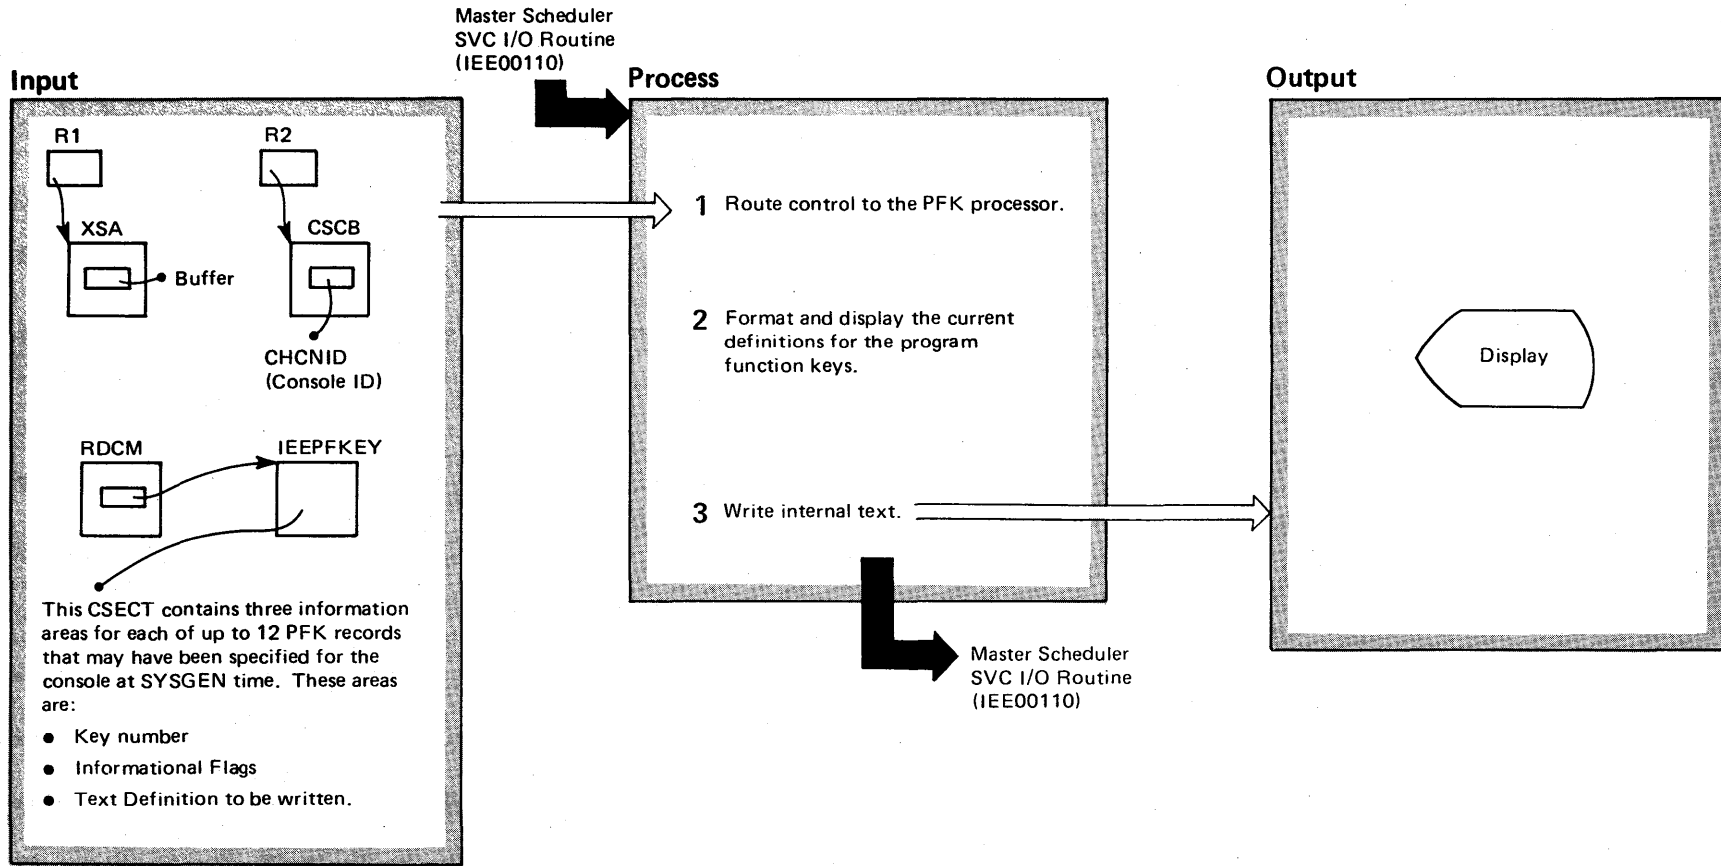 Master Scheduler
SVC I/O Routine
(IEE00110)
Input
Process
Output
R1
R2
XSA
CSCB
Buffer
CHCNID
(Console ID)
RDCM
IEEPFKEY
This CSECT contains three information
areas for each of up to 12 PFK records
that may have been specified for the
console at SYSGEN time. These areas
are:
● Key number
● Informational Flags
● Text Definition to be written.
1 Route control to the PFK processor.
2 Format and display the current
definitions for the program
function keys.
3 Write internal text.
Master Scheduler
SVC I/O Routine
(IEE00110)
Display